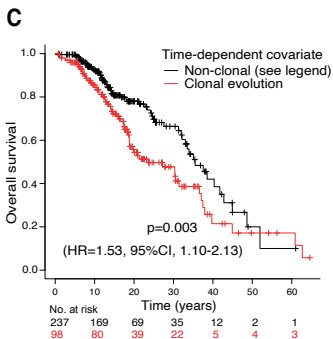 C
Time-dependent covariate
Non-clonal (see legend)
Clonal evolution
Overall survival
1.0
0.8
0.6
0.4
0.2
0.0
p=0.003
(HR=1.53, 95%CI, 1.10-2.13)
0 10 20 30 40 50 60
Time (years)
No. at risk
237 169 69 35 12 2 1
98 80 39 22 5 4 3